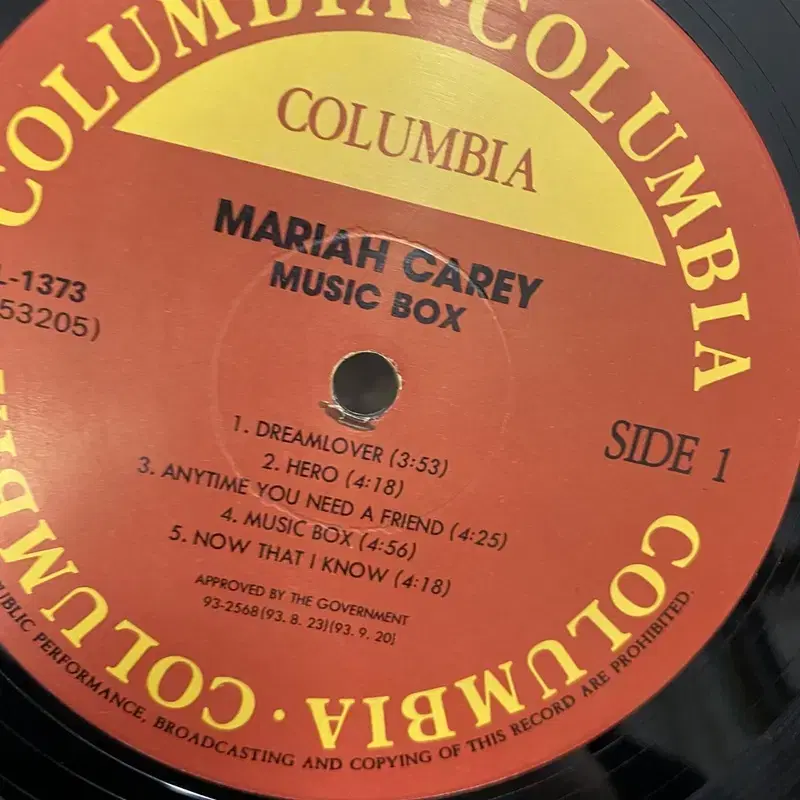 COLUMBIA · COLUMBIA
COLUMBIA
MARIAH CAREY
MUSIC BOX
L-1373
53205)
SIDE 1
1. DREAMLOVER (3:53)
2. HERO (4:18)
3. ANYTIME YOU NEED A FRIEND (4:25)
4. MUSIC BOX (4:56)
5. NOW THAT I KNOW (4:18)
APPROVED BY THE GOVERNMENT
93-2568(93. 8. 23)(93. 9. 20)
COLUMBIA · COLUMBIA
PUBLIC PERFORMANCE, BROADCASTING AND COPYING OF THIS RECORD ARE PROHIBITED.